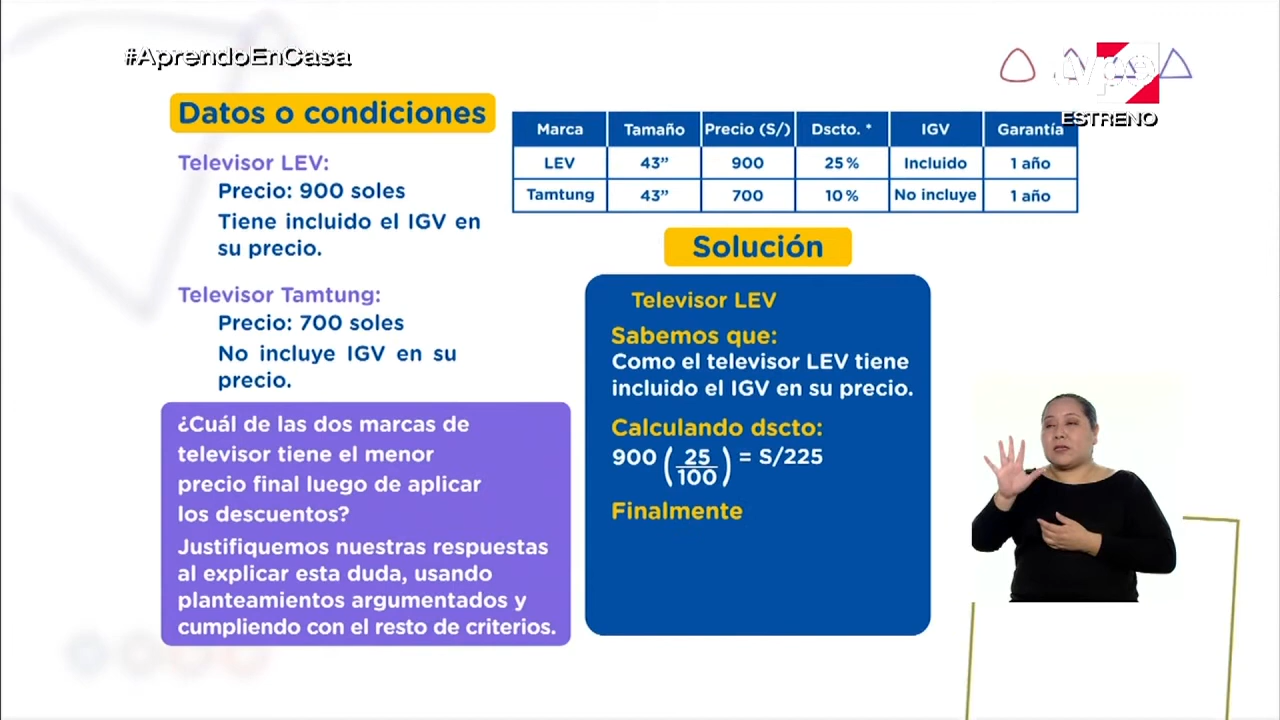 #AprendoEnCasa
tvpe
ESTRENO
Datos o condiciones
Televisor LEV:
Precio: 900 soles
Tiene incluido el IGV en
su precio.
Televisor Tamtung:
Precio: 700 soles
No incluye IGV en su
precio.
¿Cuál de las dos marcas de
televisor tiene el menor
precio final luego de aplicar
los descuentos?
Justifiquemos nuestras respuestas
al explicar esta duda, usando
planteamientos argumentados y
cumpliendo con el resto de criterios.
Marca Tamaño Precio (S/) Dscto. * IGV Garantía
LEV 43” 900 25 % Incluido 1 año
Tamtung 43” 700 10 % No incluye 1 año
Solución
Televisor LEV
Sabemos que:
Como el televisor LEV tiene
incluido el IGV en su precio.
Calculando dscto:
900 (25/100) = S/225
Finalmente